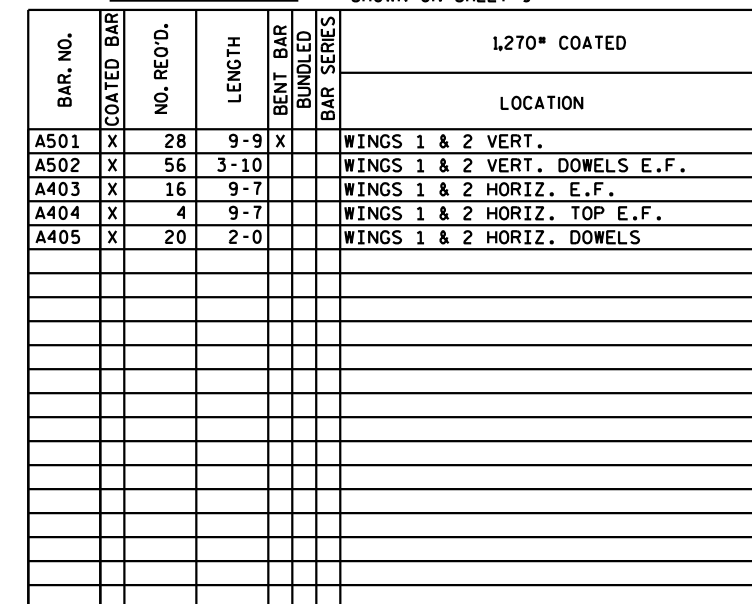 BAR. NO. COATED BAR NO. REQ'D. LENGTH BENT BAR BUNDLED BAR SERIES 1,270# COATED
LOCATION
A501 X 28 9-9 X WINGS 1 & 2 VERT.
A502 X 56 3-10 WINGS 1 & 2 VERT. DOWELS E.F.
A403 X 16 9-7 WINGS 1 & 2 HORIZ. E.F.
A404 X 4 9-7 WINGS 1 & 2 HORIZ. TOP E.F.
A405 X 20 2-0 WINGS 1 & 2 HORIZ. DOWELS